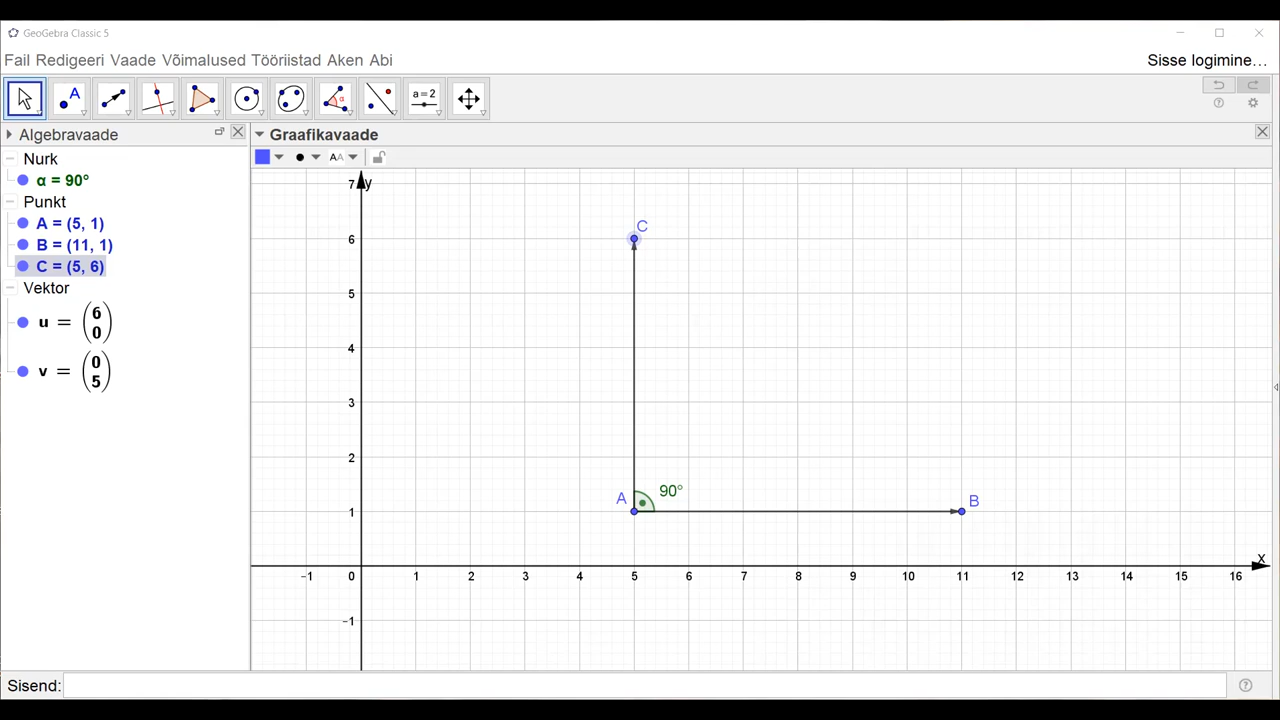 GeoGebra Classic 5
Fail Redigeeri Vaade Võimalused Tööriistad Aken Abi
Sisse logimine…
A
α
a=2
Algebravaade
Nurk
α = 90°
Punkt
A = (5, 1)
B = (11, 1)
C = (5, 6)
Vektor
u = (6 0)
v = (0 5)
Graafikavaade
AA
y
7
6
5
4
3
2
1
-1
C
A
90°
B
x
-1 0 1 2 3 4 5 6 7 8 9 10 11 12 13 14 15 16
Sisend: